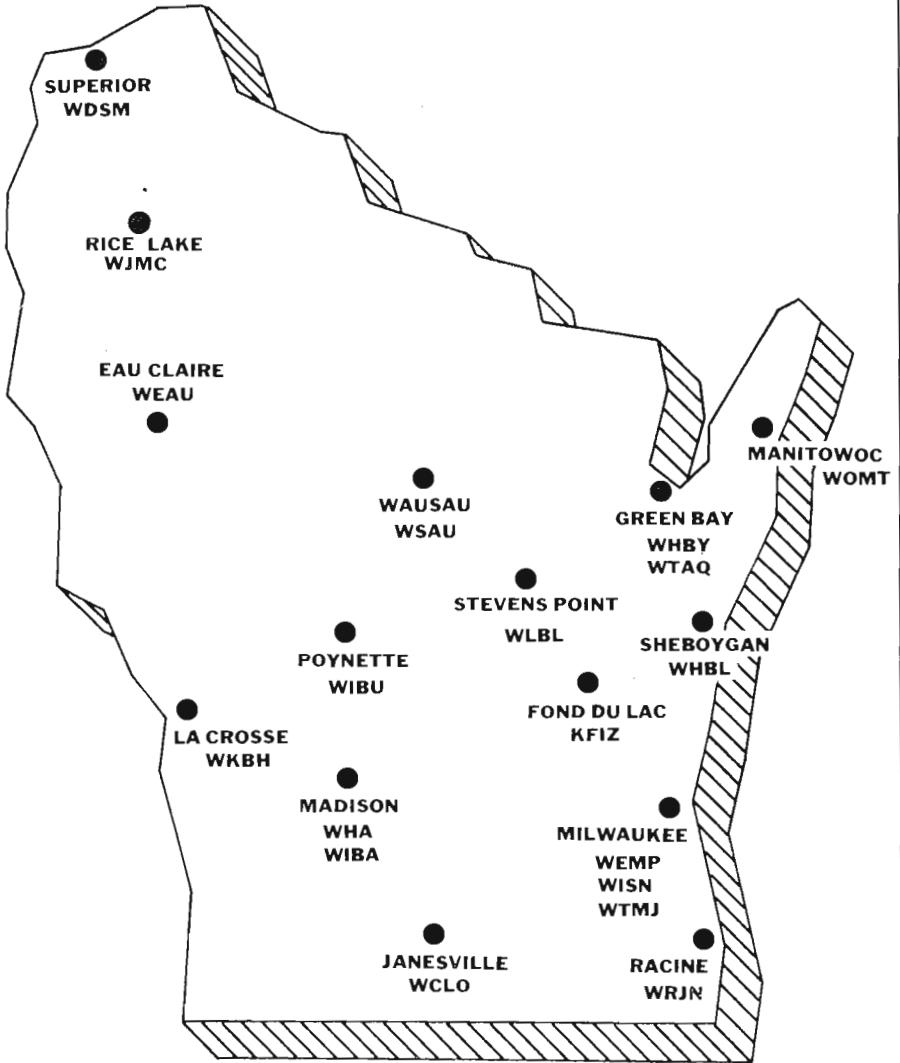 SUPERIOR
WDSM
RICE LAKE
WJMC
EAU CLAIRE
WEAU
MANITOWOC
WOMT
WAUSAU
WSAU
GREEN BAY
WHBY
WTAQ
STEVENS POINT
WLBL
SHEBOYGAN
WHBL
POYNETTE
WIBU
FOND DU LAC
KFIZ
LA CROSSE
WKBH
MADISON
WHA
WIBA
MILWAUKEE
WEMP
WISN
WTMJ
JANESVILLE
WCLO
RACINE
WRJN